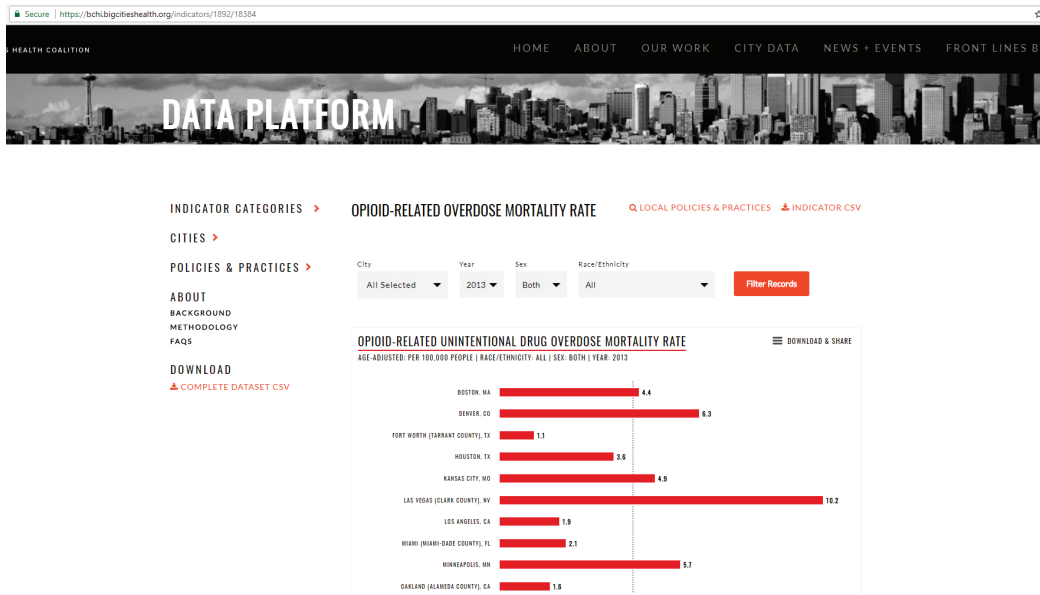 Secure | https://bchi.bigcitieshealth.org/indicators/1892/18384
S HEALTH COALITION
HOME ABOUT OUR WORK CITY DATA NEWS + EVENTS FRONT LINES B
DATA PLATFORM
INDICATOR CATEGORIES
CITIES
POLICIES & PRACTICES
ABOUT
BACKGROUND
METHODOLOGY
FAQS
DOWNLOAD
COMPLETE DATASET CSV
OPIOID-RELATED OVERDOSE MORTALITY RATE
LOCAL POLICIES & PRACTICES INDICATOR CSV
City Year Sex Race/Ethnicity
All Selected 2013 Both All Filter Records
OPIOID-RELATED UNINTENTIONAL DRUG OVERDOSE MORTALITY RATE
DOWNLOAD & SHARE
AGE-ADJUSTED: PER 100,000 PEOPLE | RACE/ETHNICITY: ALL | SEX: BOTH | YEAR: 2013
BOSTON, MA 4.4
DENVER, CO 6.3
FORT WORTH (TARRANT COUNTY), TX 1.1
HOUSTON, TX 3.6
KANSAS CITY, MO 4.9
LAS VEGAS (CLARK COUNTY), NV 10.2
LOS ANGELES, CA 1.9
MIAMI (MIAMI-DADE COUNTY), FL 2.1
MINNEAPOLIS, MN 5.7
OAKLAND (ALAMEDA COUNTY), CA 1.6